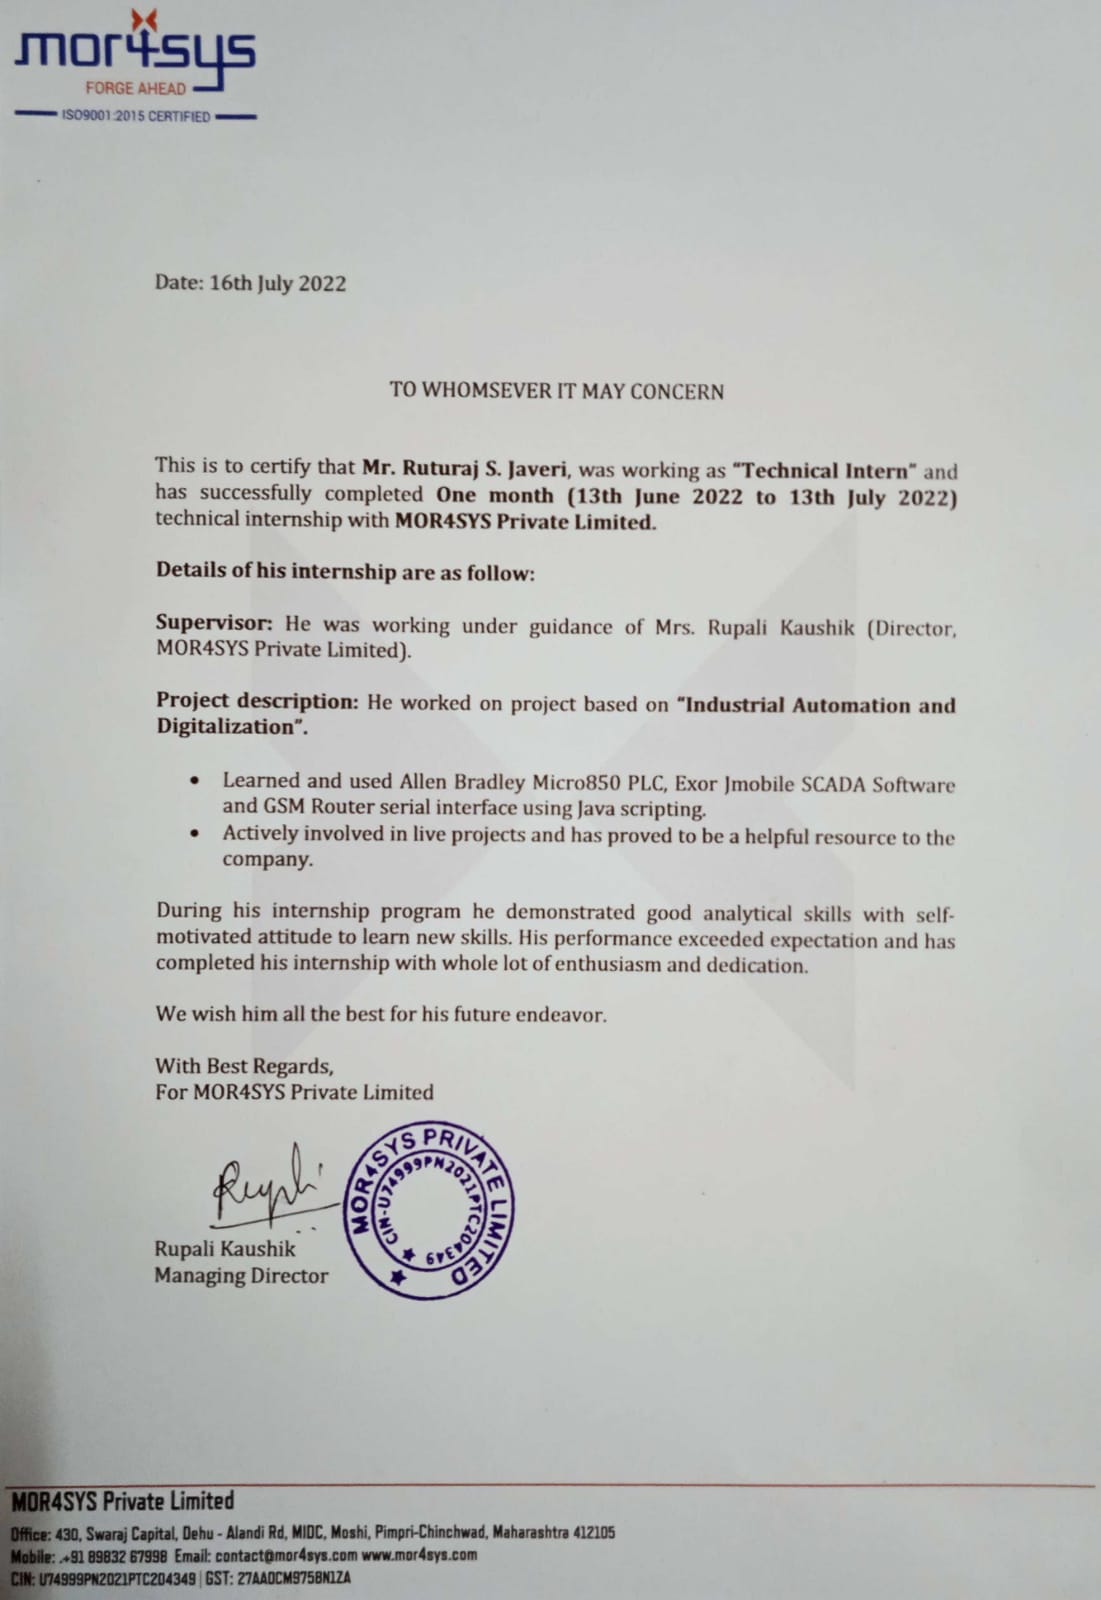 mor4sys
FORGE AHEAD
ISO9001:2015 CERTIFIED
Date: 16th July 2022
TO WHOMSEVER IT MAY CONCERN
This is to certify that Mr. Ruturaj S. Javeri, was working as “Technical Intern” and
has successfully completed One month (13th June 2022 to 13th July 2022)
technical internship with MOR4SYS Private Limited.
Details of his internship are as follow:
Supervisor: He was working under guidance of Mrs. Rupali Kaushik (Director,
MOR4SYS Private Limited).
Project description: He worked on project based on “Industrial Automation and
Digitalization”.
• Learned and used Allen Bradley Micro850 PLC, Exor Jmobile SCADA Software
and GSM Router serial interface using Java scripting.
• Actively involved in live projects and has proved to be a helpful resource to the
company.
During his internship program he demonstrated good analytical skills with self-
motivated attitude to learn new skills. His performance exceeded expectation and has
completed his internship with whole lot of enthusiasm and dedication.
We wish him all the best for his future endeavor.
With Best Regards,
For MOR4SYS Private Limited
MOR4SYS PRIVATE LIMITED
CIN-U74999PN2021PTC204349
Rupali Kaushik
Managing Director
MOR4SYS Private Limited
Office: 430, Swaraj Capital, Dehu - Alandi Rd, MIDC, Moshi, Pimpri-Chinchwad, Maharashtra 412105
Mobile: .+91 89832 67998 Email: contact@mor4sys.com www.mor4sys.com
CIN: U74999PN2021PTC204349 | GST: 27AAOCM9758N1ZA